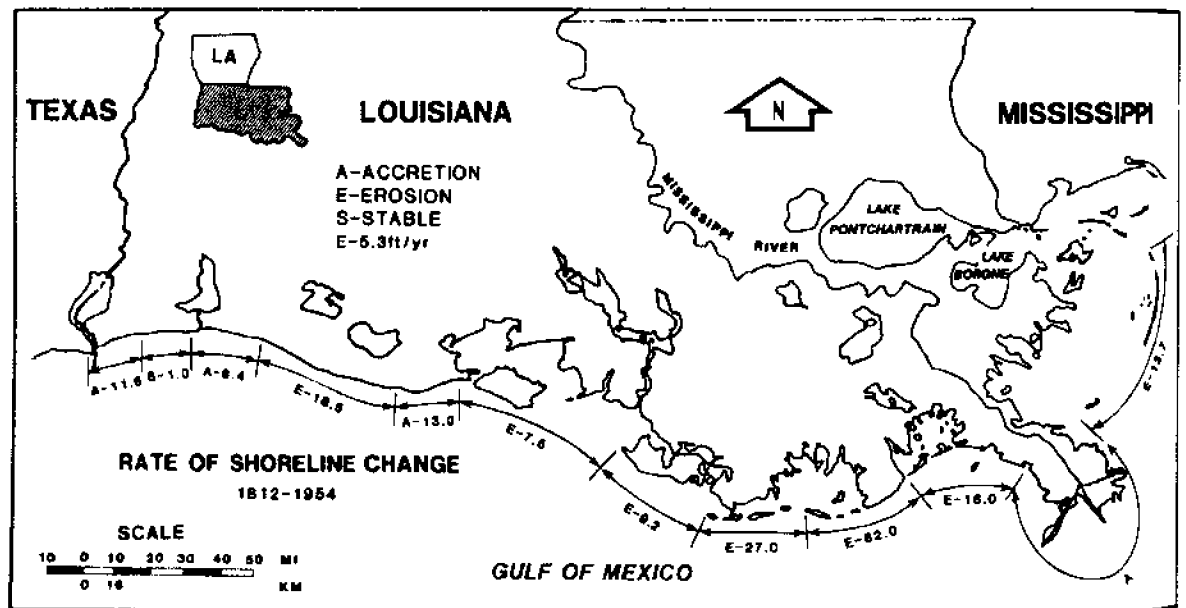 LA
TEXAS
LOUISIANA
N
MISSISSIPPI
A-ACCRETION
E-EROSION
S-STABLE
E-5.3ft/yr
MISSISSIPPI
RIVER
LAKE
PONTCHARTRAIN
LAKE
BORGNE
A-11.6
S-1.0
A-8.4
E-18.5
A-13.0
E-7.5
E-9.2
E-27.0
E-62.0
E-16.0
E-13.7
A
RATE OF SHORELINE CHANGE
1812-1954
SCALE
10 0 10 20 30 40 50 MI
0 16 KM
GULF OF MEXICO